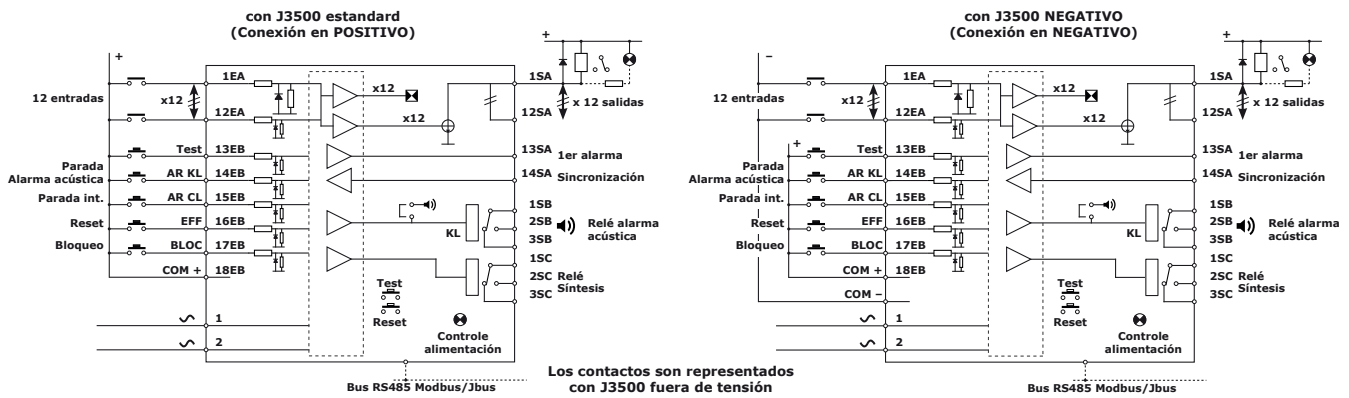 con J3500 estandard
(Conexión en POSITIVO)
+
+
12 entradas
x12
1EA
12EA
x12
x12
1SA
x 12 salidas
12SA
Test
13EB
13SA
1er alarma
Parada
Alarma acústica
AR KL
14EB
14SA
Sincronización
Parada int.
AR CL
15EB
1SB
Reset
EFF
16EB
KL
2SB
Relé alarma
acústica
3SB
Bloqueo
BLOC
17EB
1SC
COM +
18EB
2SC
Relé
Síntesis
3SC
Test
Reset
1
2
Controle
alimentación
Bus RS485 Modbus/Jbus
con J3500 NEGATIVO
(Conexión en NEGATIVO)
–
+
12 entradas
x12
1EA
12EA
x12
x12
1SA
x 12 salidas
12SA
+
Test
13EB
13SA
1er alarma
Parada
Alarma acústica
AR KL
14EB
14SA
Sincronización
Parada int.
AR CL
15EB
1SB
Reset
EFF
16EB
KL
2SB
Relé alarma
acústica
3SB
Bloqueo
BLOC
17EB
1SC
COM +
18EB
2SC
Relé
Síntesis
3SC
COM –
Test
Reset
1
2
Controle
alimentación
Bus RS485 Modbus/Jbus
Los contactos son representados
con J3500 fuera de tensión